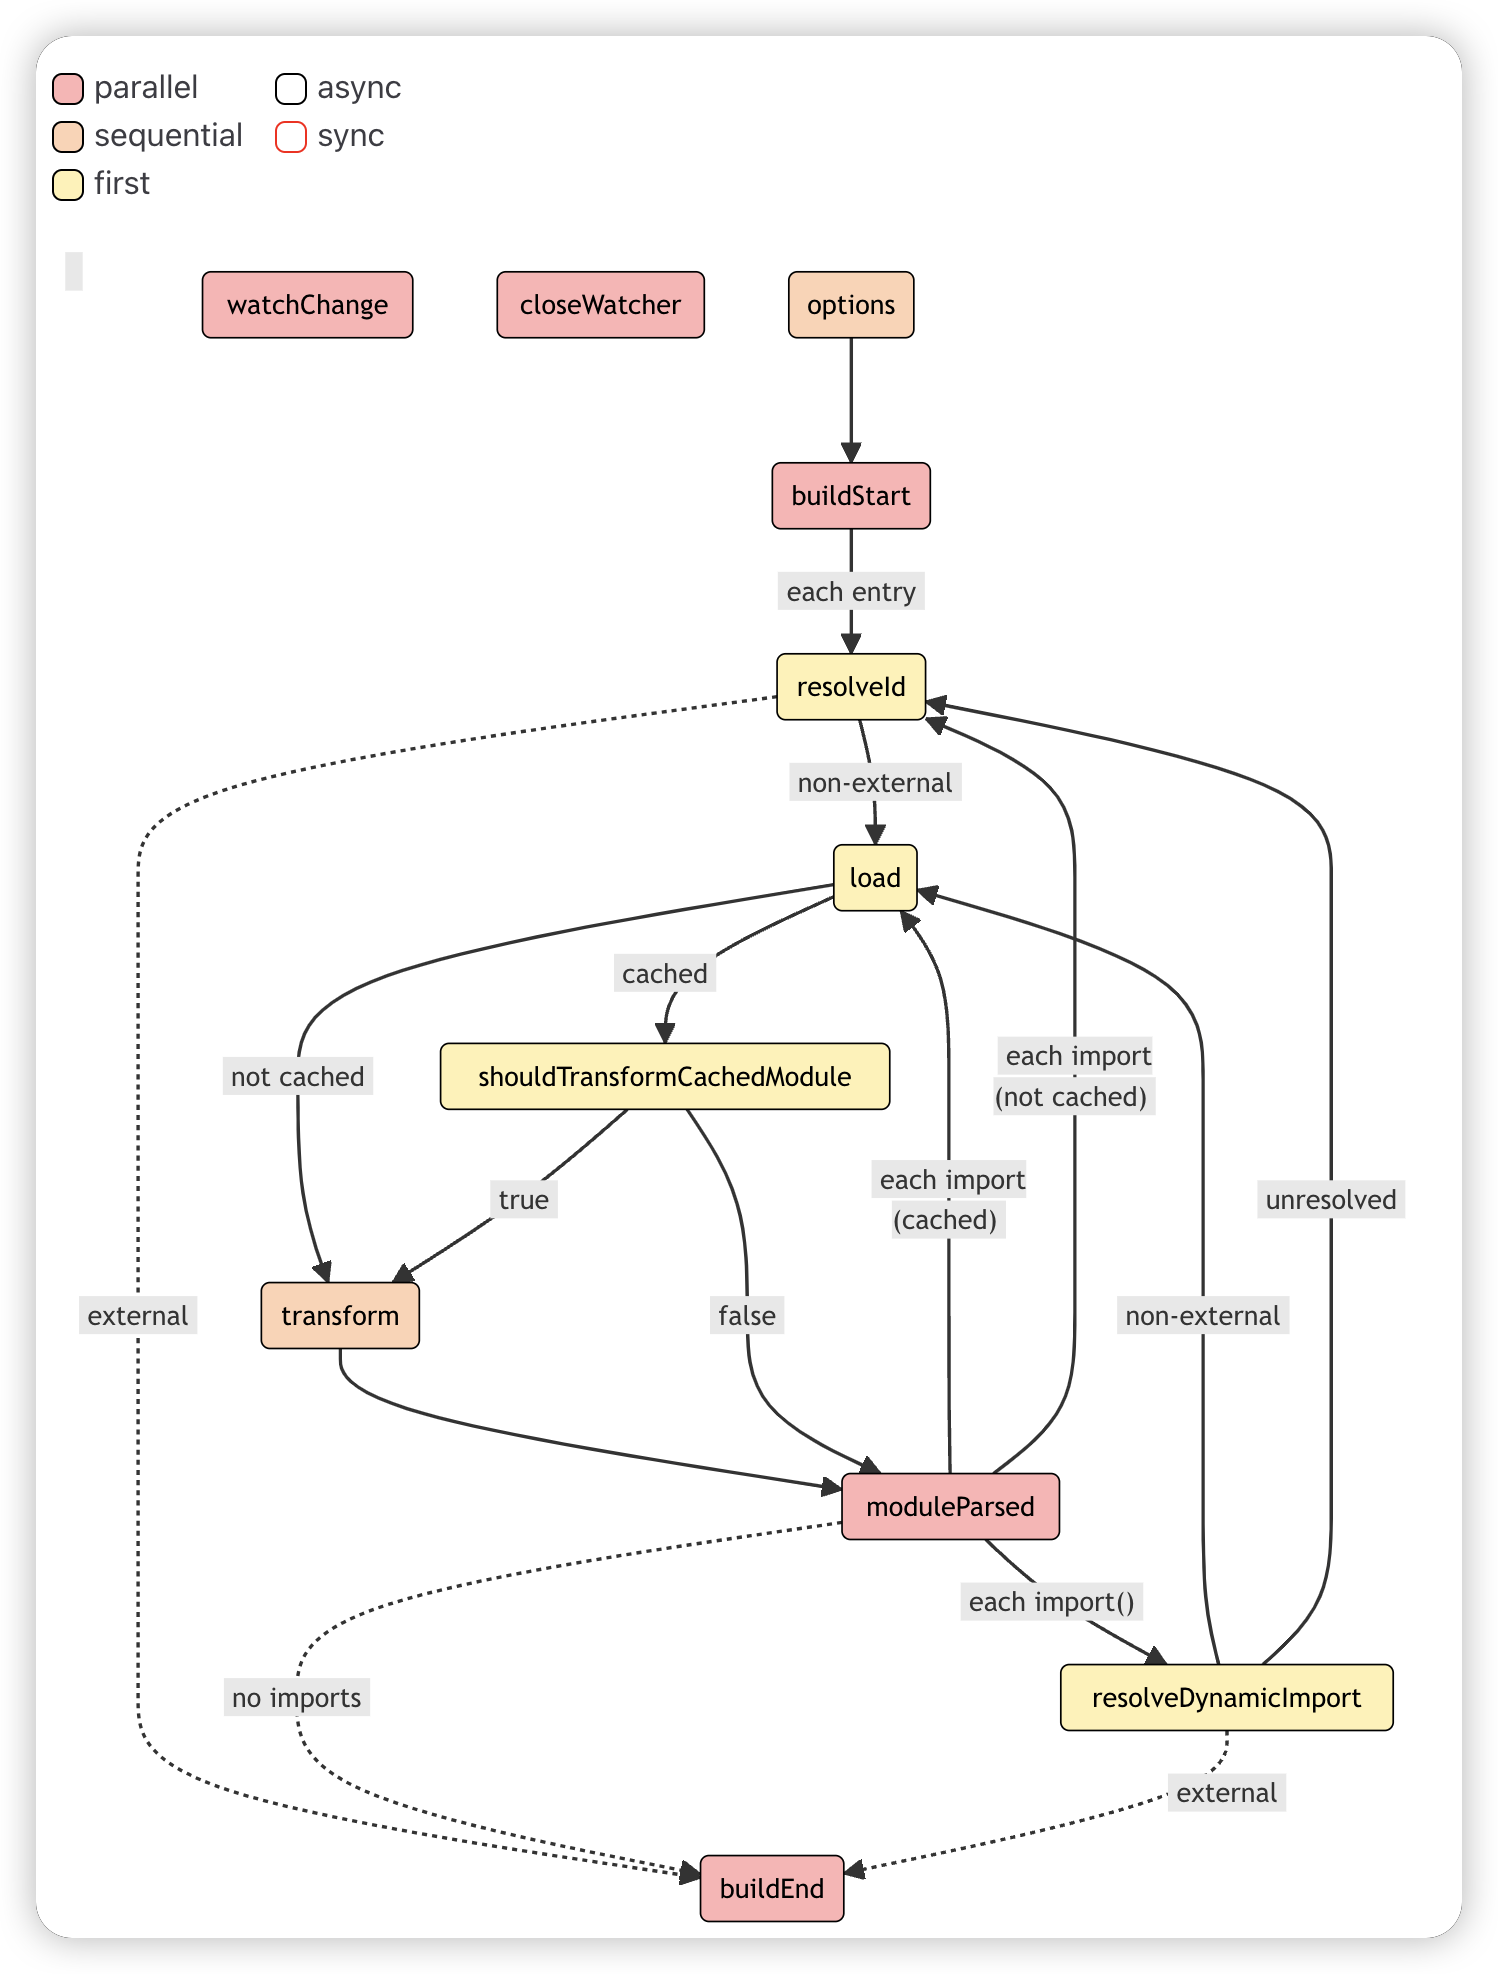 parallel
async
sequential
sync
first
watchChange
closeWatcher
options
buildStart
each entry
resolveId
non-external
load
cached
not cached
shouldTransformCachedModule
each import
(not cached)
each import
(cached)
true
unresolved
external
transform
false
non-external
moduleParsed
each import()
no imports
resolveDynamicImport
external
buildEnd